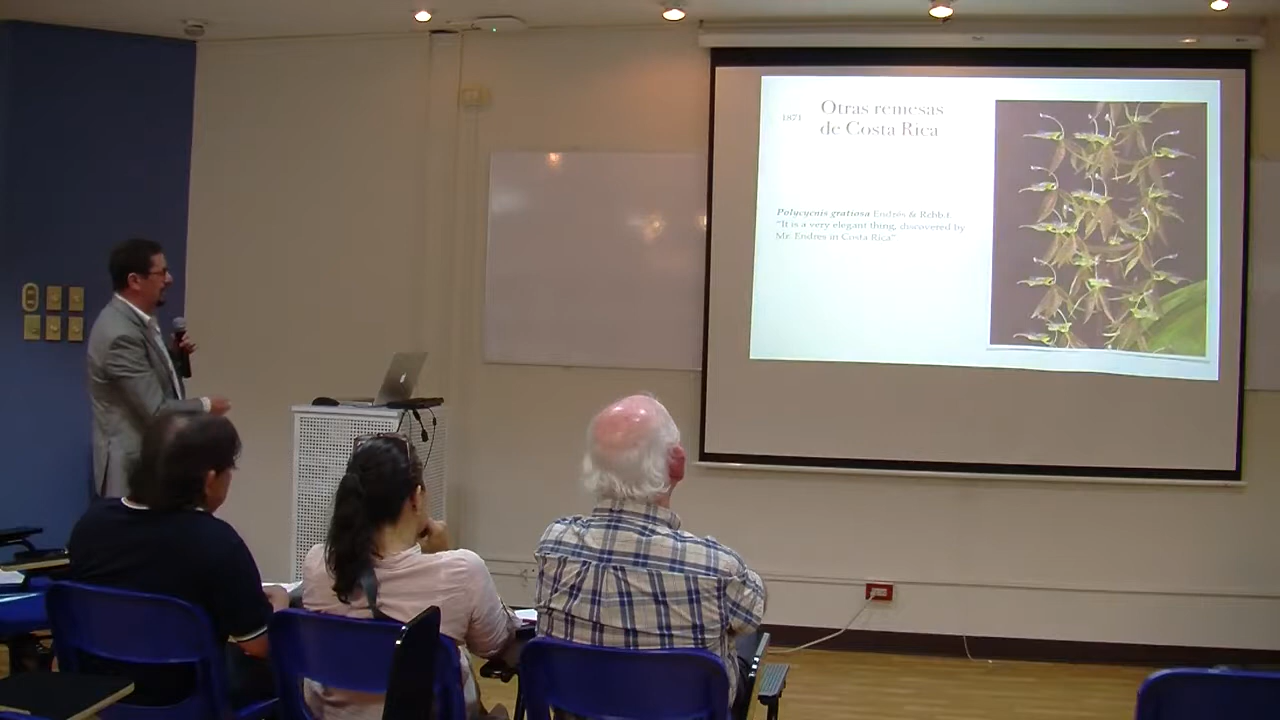 1871
Otras remesas
de Costa Rica
Polycycnis gratiosa Endrés & Rchb.f.
"It is a very elegant thing, discovered by
Mr. Endres in Costa Rica"